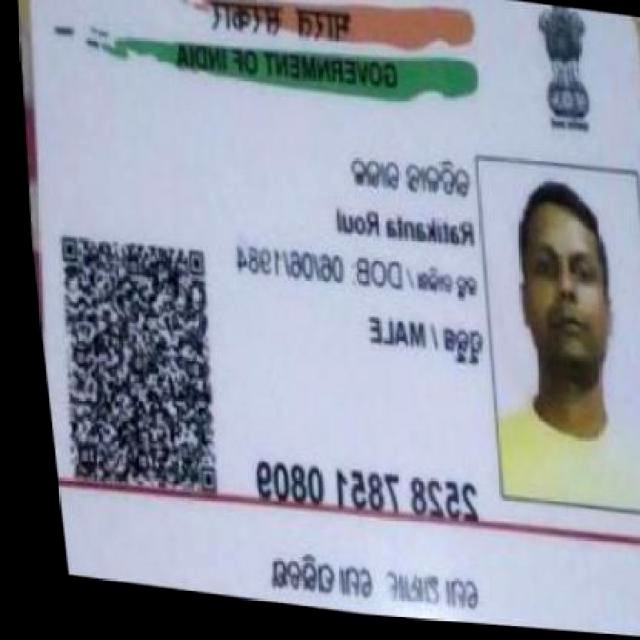 भारत सरकार
GOVERNMENT OF INDIA
ରତିକାନ୍ତ ରାଉଲ
Ratikanta Roul
ଜନ୍ମ ତାରିଖ / DOB: 06/06/1984
ପୁରୁଷ / MALE
2528 7851 0809
ମୋ ଆଧାର, ମୋ ପରିଚୟ